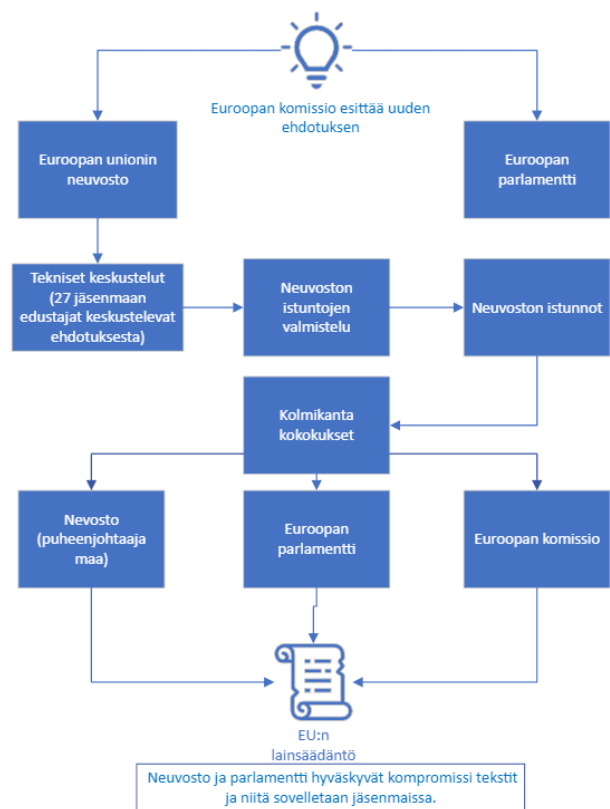 Euroopan komissio esittää uuden
ehdotuksen
Euroopan unionin
neuvosto
Euroopan
parlamentti
Tekniset keskustelut
(27 jäsenmaan
edustajat keskustelevat
ehdotuksesta)
Neuvoston
istuntojen
valmistelu
Neuvoston istunnot
Kolmikanta
kokokukset
Nevosto
(puheenjohtaaja
maa)
Euroopan
parlamentti
Euroopan komissio
EU:n
lainsäädäntö
Neuvosto ja parlamentti hyväskyvät kompromissi tekstit
ja niitä sovelletaan jäsenmaissa.